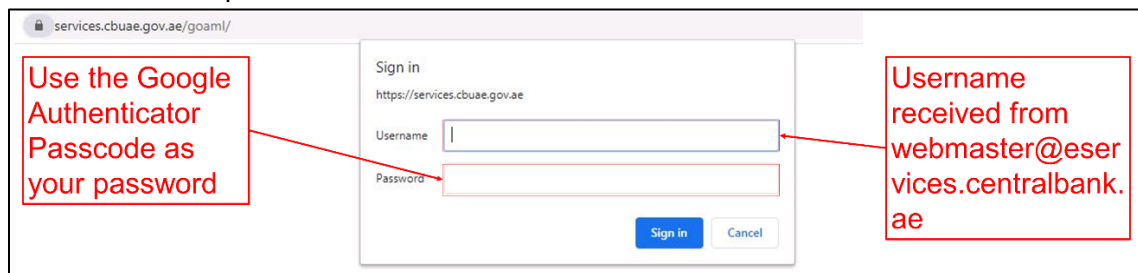 services.cbuae.gov.ae/goaml/
Use the Google
Authenticator
Passcode as
your password
Sign in
https://services.cbuae.gov.ae
Username
Password
Sign in
Cancel
Username
received from
webmaster@eser
vices.centralbank.
ae